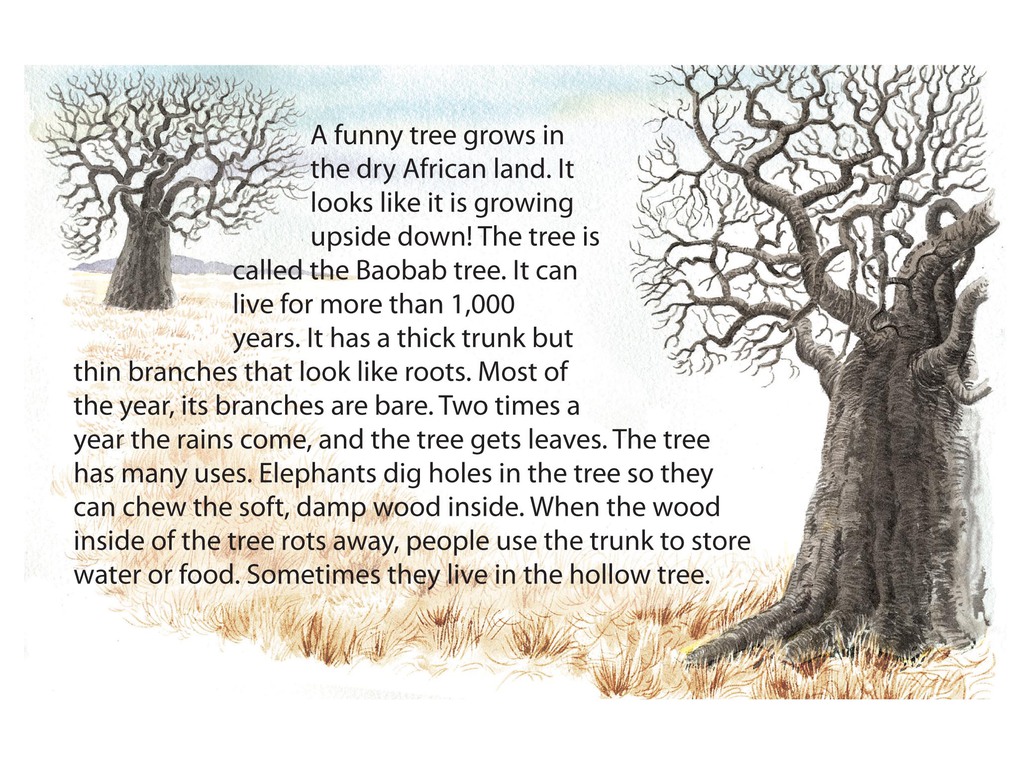 A funny tree grows in
the dry African land. It
looks like it is growing
upside down! The tree is
called the Baobab tree. It can
live for more than 1,000
years. It has a thick trunk but
thin branches that look like roots. Most of
the year, its branches are bare. Two times a
year the rains come, and the tree gets leaves. The tree
has many uses. Elephants dig holes in the tree so they
can chew the soft, damp wood inside. When the wood
inside of the tree rots away, people use the trunk to store
water or food. Sometimes they live in the hollow tree.